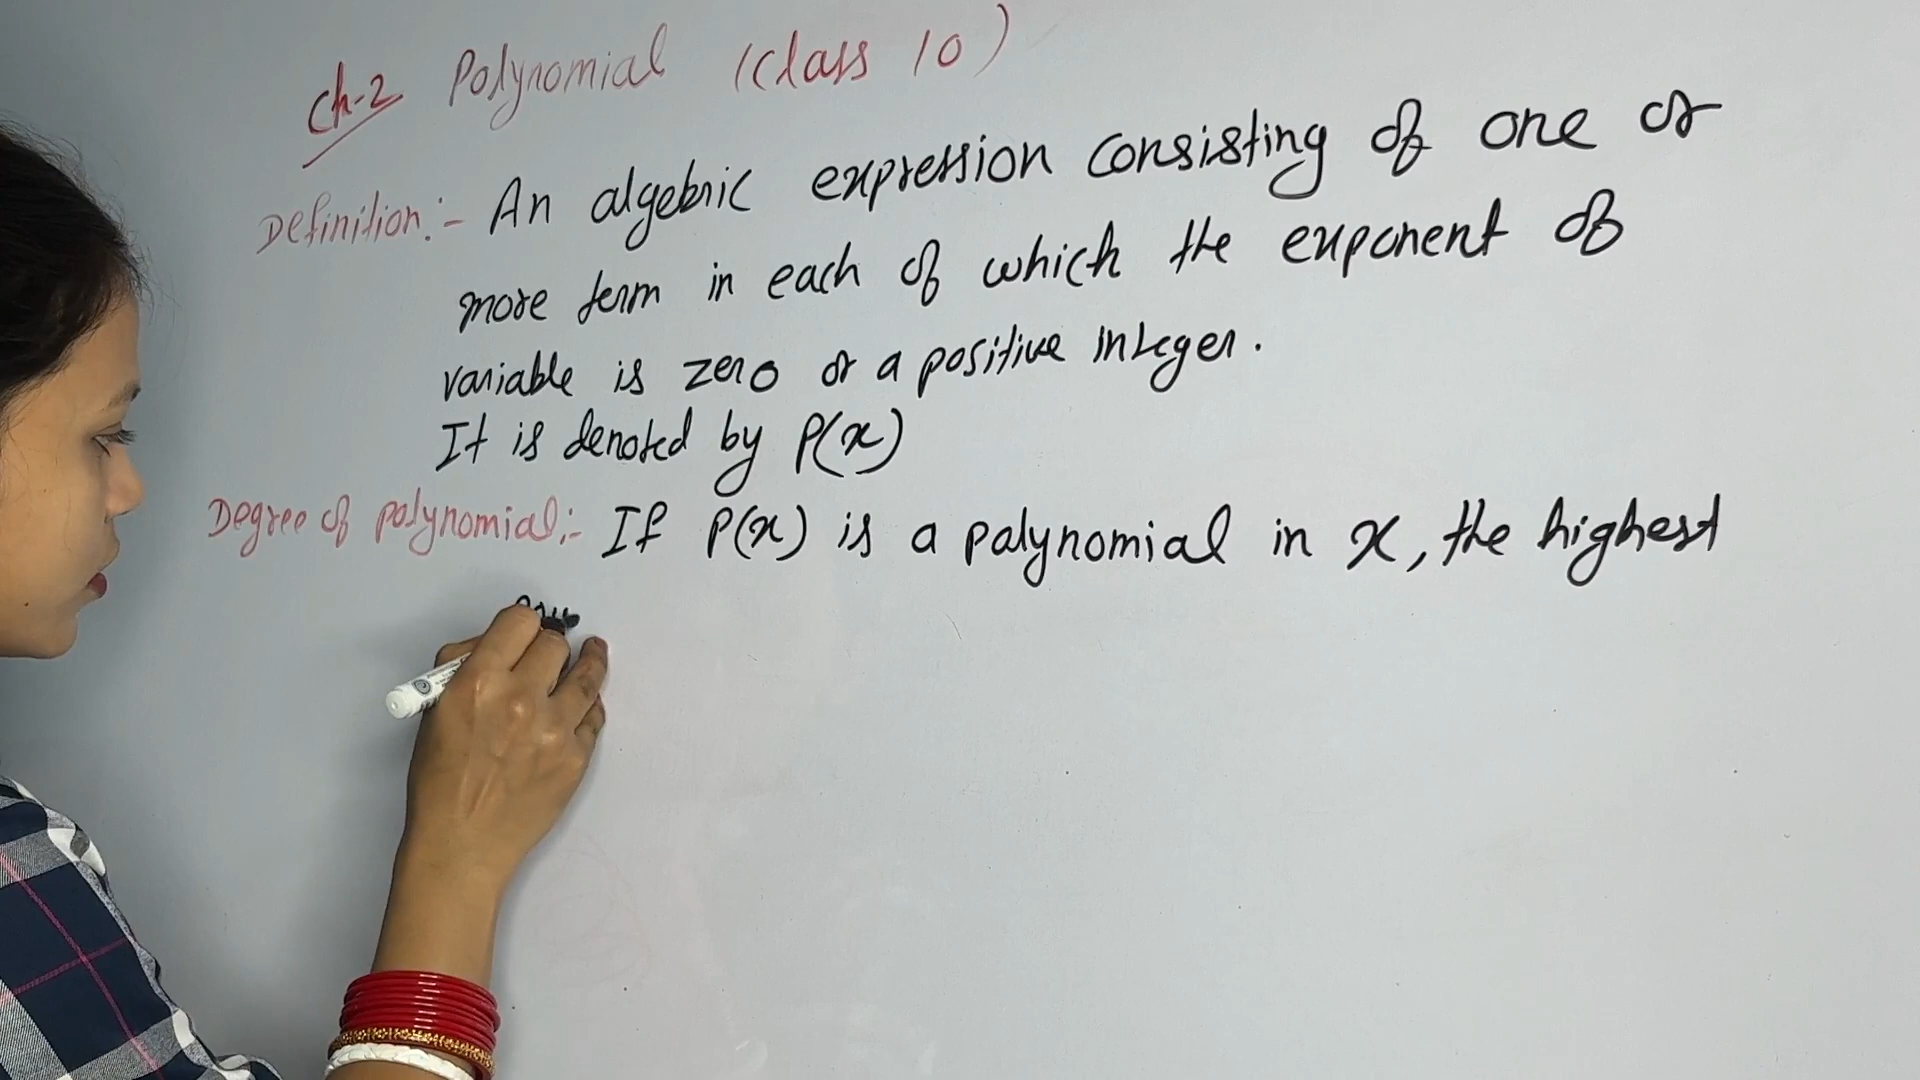 Ch-2 Polynomial (Class 10)
Definition:- An algebric expression consisting of one or
more term in each of which the exponent of
variable is zero or a positive integer.
It is denoted by P(x)
Degree of polynomial:- If P(x) is a polynomial in x, the highest